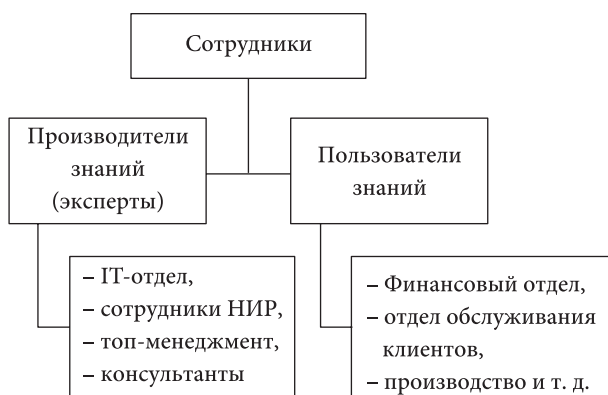 Сотрудники
Производители
знаний
(эксперты)
Пользователи
знаний
– IT-отдел,
– сотрудники НИР,
– топ-менеджмент,
– консультанты
– Финансовый отдел,
– отдел обслуживания
клиентов,
– производство и т. д.